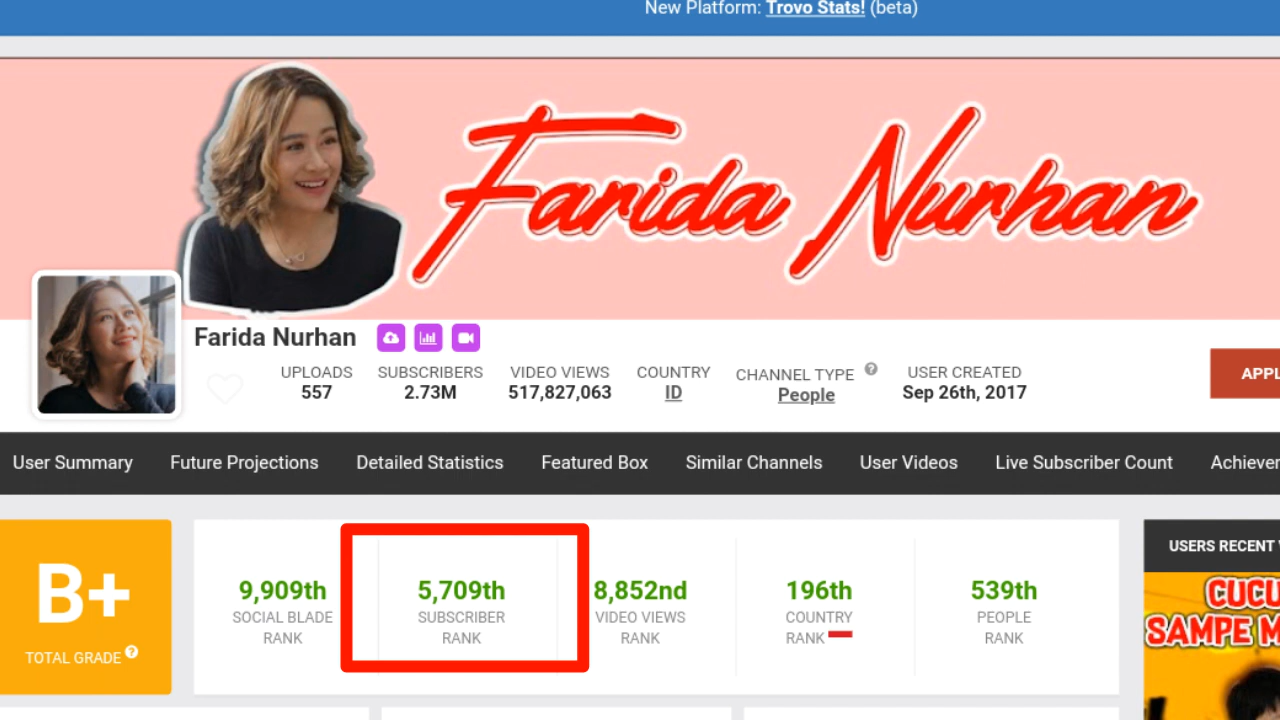 New Platform: Trovo Stats! (beta)
Farida Nurhan
Farida Nurhan
UPLOADS
557
SUBSCRIBERS
2.73M
VIDEO VIEWS
517,827,063
COUNTRY
ID
CHANNEL TYPE ?
People
USER CREATED
Sep 26th, 2017
APPL
User Summary Future Projections Detailed Statistics Featured Box Similar Channels User Videos Live Subscriber Count Achiever
B+
TOTAL GRADE ?
9,909th
SOCIAL BLADE
RANK
5,709th
SUBSCRIBER
RANK
8,852nd
VIDEO VIEWS
RANK
196th
COUNTRY
RANK
539th
PEOPLE
RANK
USERS RECENT
CUCU
SAMPE M